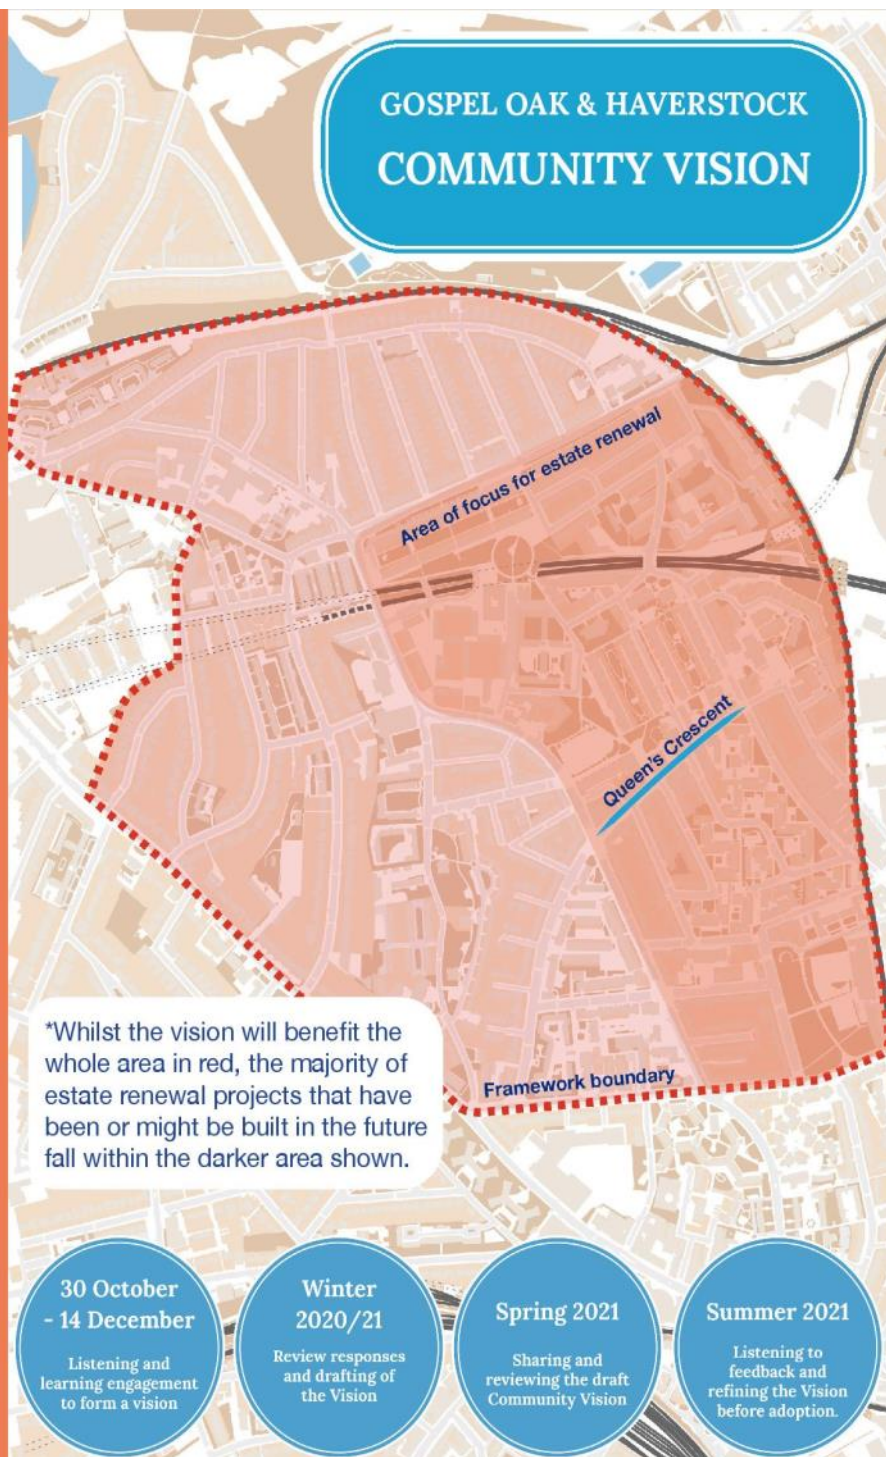 GOSPEL OAK & HAVERSTOCK
COMMUNITY VISION
Area of focus for estate renewal
Queen's Crescent
Framework boundary
*Whilst the vision will benefit the
whole area in red, the majority of
estate renewal projects that have
been or might be built in the future
fall within the darker area shown.
30 October
- 14 December
Listening and
learning engagement
to form a vision
Winter
2020/21
Review responses
and drafting of
the Vision
Spring 2021
Sharing and
reviewing the draft
Community Vision
Summer 2021
Listening to
feedback and
refining the Vision
before adoption.